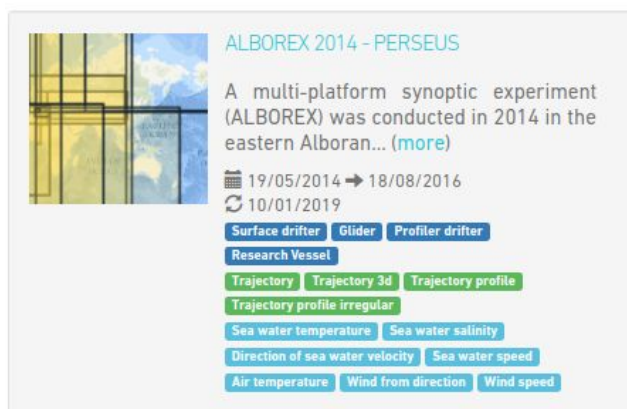 ALBOREX 2014 - PERSEUS
A multi-platform synoptic experiment
(ALBOREX) was conducted in 2014 in the
eastern Alboran... (more)
19/05/2014 18/08/2016
10/01/2019
Surface drifter Glider Profiler drifter
Research Vessel
Trajectory Trajectory 3d Trajectory profile
Trajectory profile irregular
Sea water temperature Sea water salinity
Direction of sea water velocity Sea water speed
Air temperature Wind from direction Wind speed